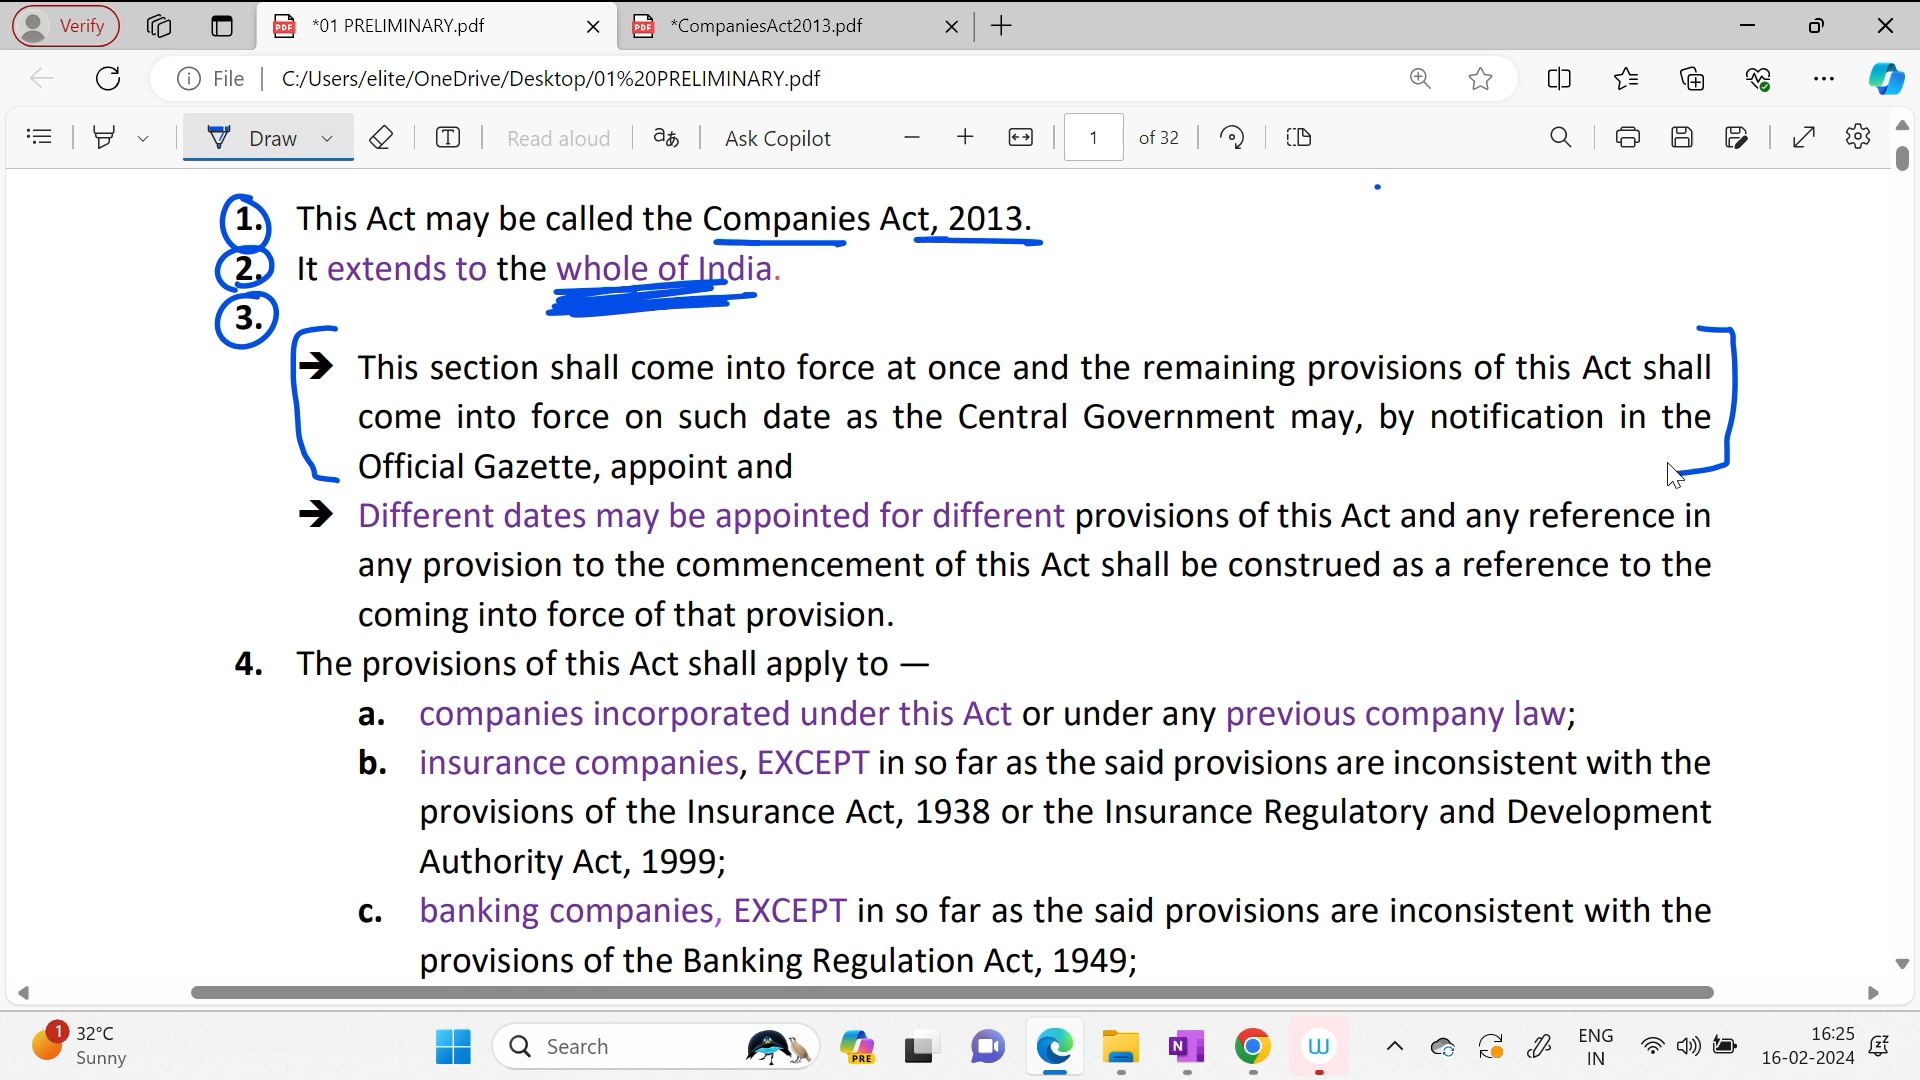 Verify
*01 PRELIMINARY.pdf
*CompaniesAct2013.pdf
File
C:/Users/elite/OneDrive/Desktop/01%20PRELIMINARY.pdf
Draw
Read aloud
Ask Copilot
1 of 32
1. This Act may be called the Companies Act, 2013.
2. It extends to the whole of India.
3.
➔ This section shall come into force at once and the remaining provisions of this Act shall
come into force on such date as the Central Government may, by notification in the
Official Gazette, appoint and
➔ Different dates may be appointed for different provisions of this Act and any reference in
any provision to the commencement of this Act shall be construed as a reference to the
coming into force of that provision.
4. The provisions of this Act shall apply to —
a. companies incorporated under this Act or under any previous company law;
b. insurance companies, EXCEPT in so far as the said provisions are inconsistent with the
provisions of the Insurance Act, 1938 or the Insurance Regulatory and Development
Authority Act, 1999;
c. banking companies, EXCEPT in so far as the said provisions are inconsistent with the
provisions of the Banking Regulation Act, 1949;
1
32°C
Sunny
Search
PRE
N
W
ENG
IN
16:25
16-02-2024